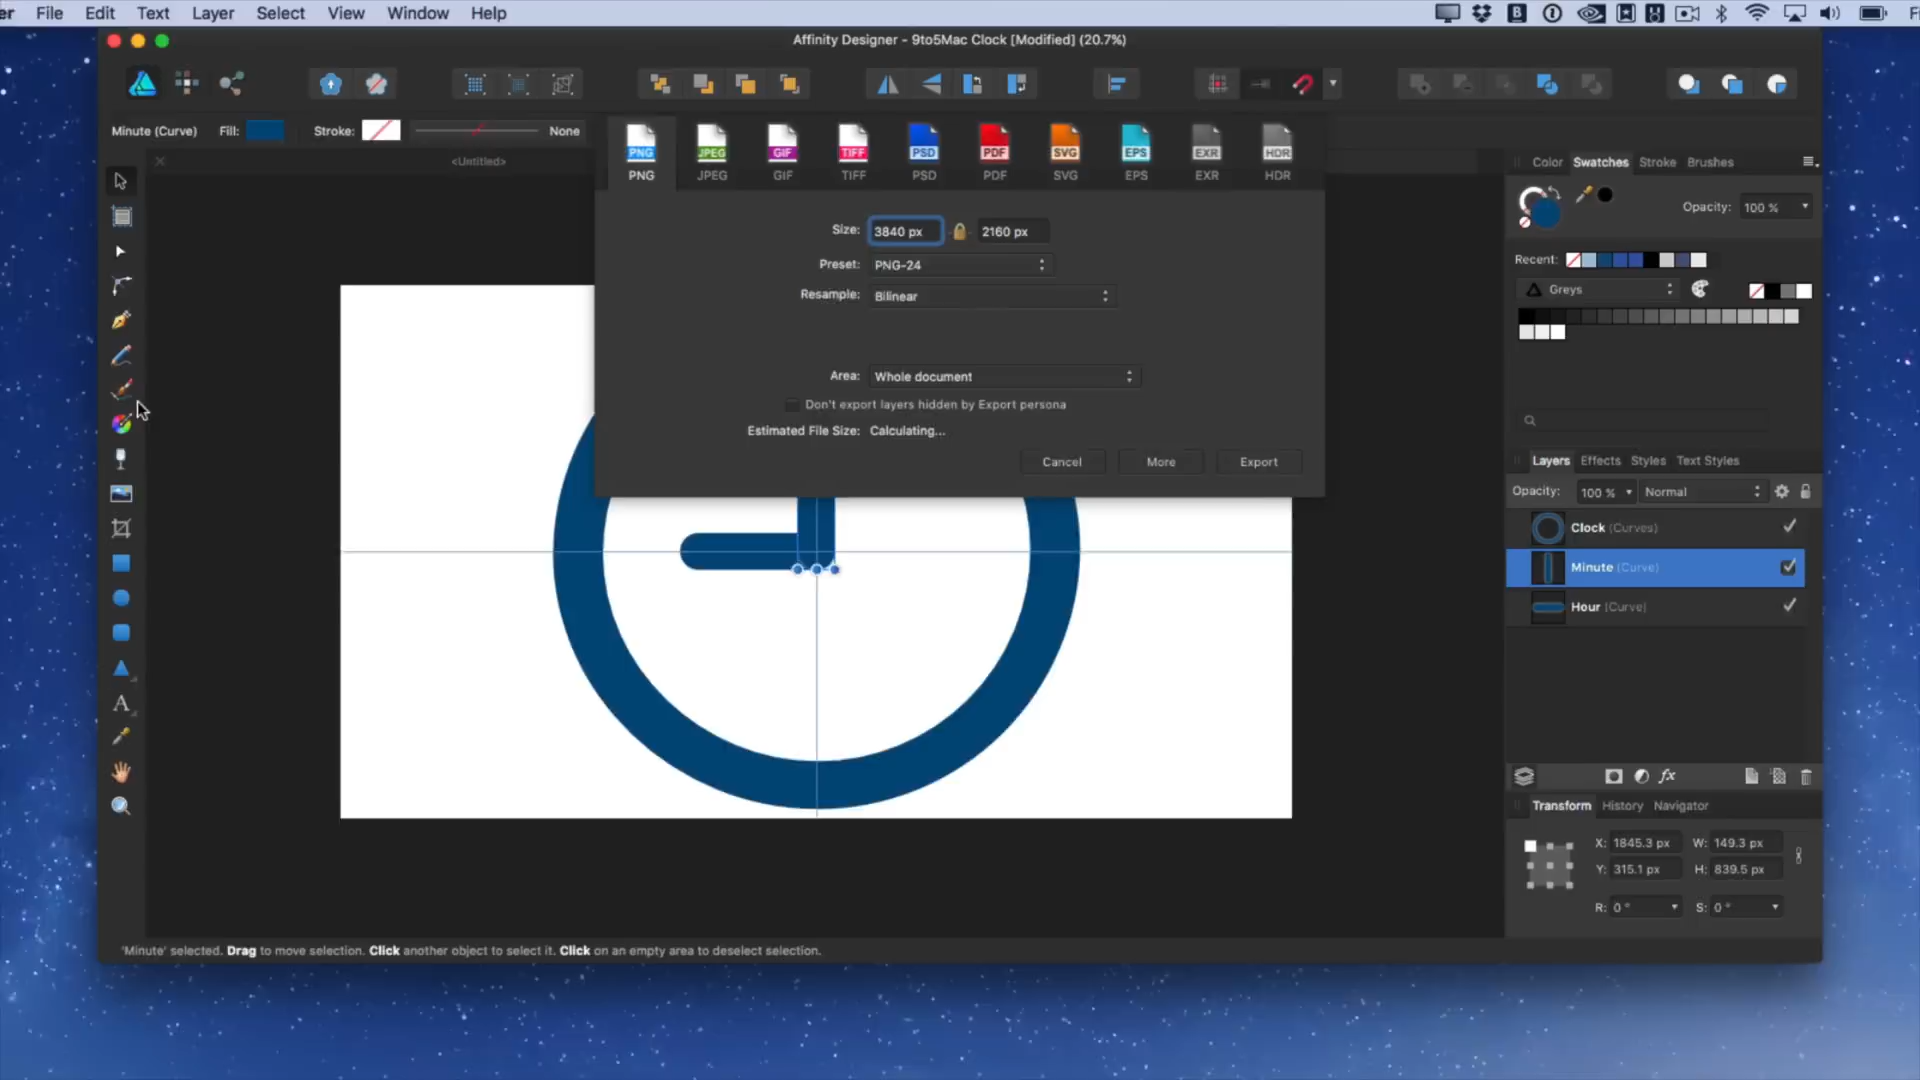 er File Edit Text Layer Select View Window Help
Affinity Designer - 9to5Mac Clock [Modified] (20.7%)
Minute (Curve) Fill: Stroke: None
<Untitled>
PNG JPEG GIF TIFF PSD PDF SVG EPS EXR HDR
PNG JPEG GIF TIFF PSD PDF SVG EPS EXR HDR
Size: 3840 px 2160 px
Preset: PNG-24
Resample: Bilinear
Area: Whole document
Don't export layers hidden by Export persona
Estimated File Size: Calculating...
Cancel More Export
Color Swatches Stroke Brushes
Opacity: 100 %
Recent:
Greys
Layers Effects Styles Text Styles
Opacity: 100 % Normal
Clock (Curves)
Minute (Curve)
Hour (Curve)
fx
Transform History Navigator
X: 1845.3 px W: 149.3 px
Y: 315.1 px H: 839.5 px
R: 0 ° S: 0 °
A
'Minute' selected. Drag to move selection. Click another object to select it. Click on an empty area to deselect selection.